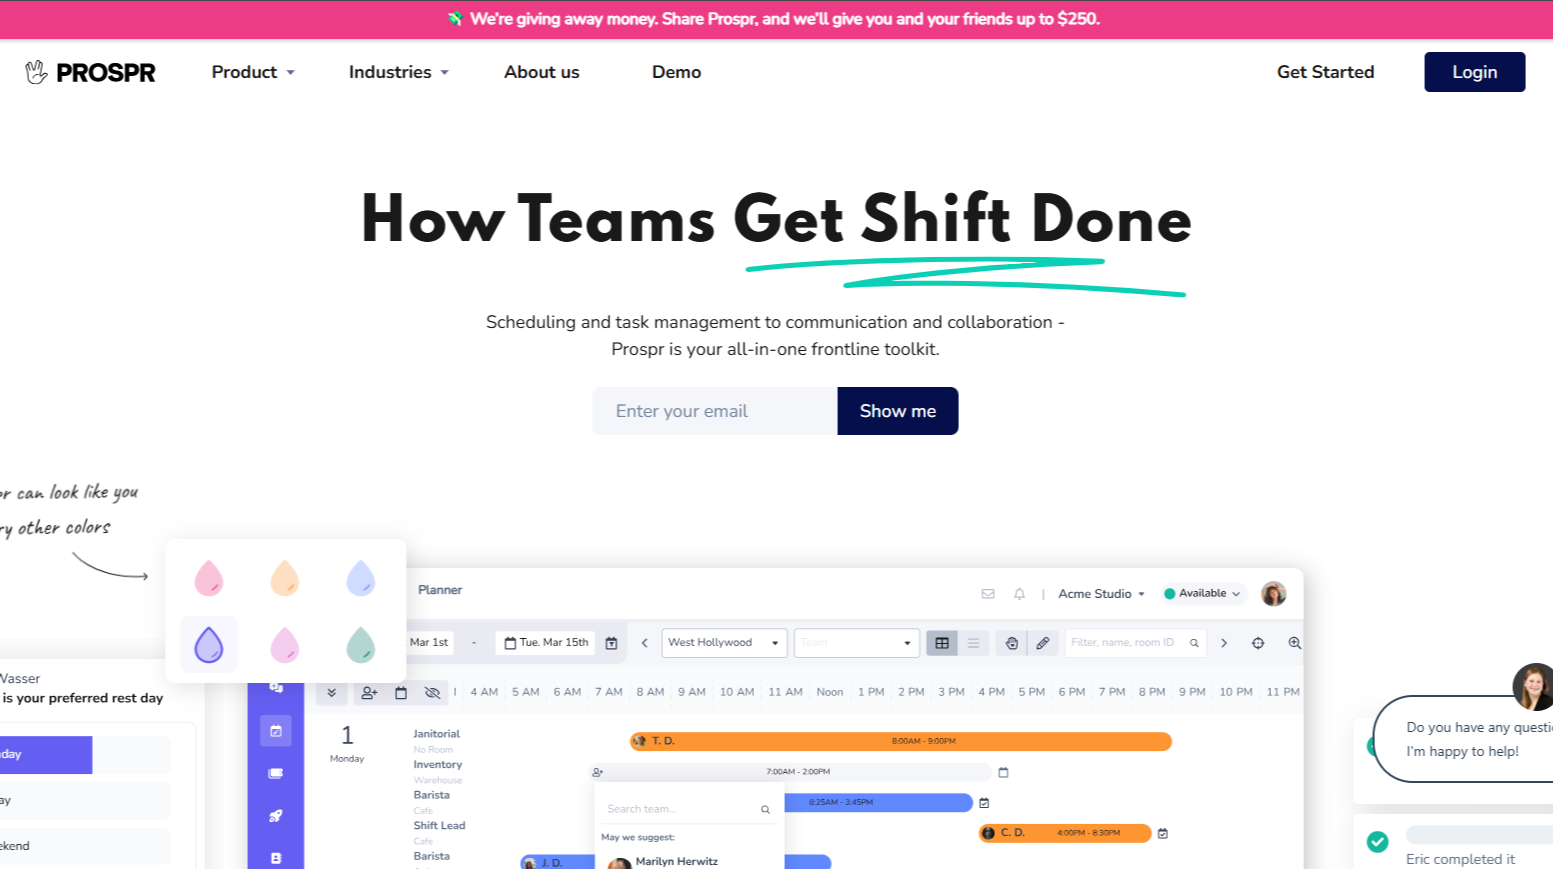 We're giving away money. Share Prospr, and we'll give you and your friends up to $250.
PROSPR
Product
Industries
About us
Demo
Get Started
Login
How Teams Get Shift Done
Scheduling and task management to communication and collaboration -
Prospr is your all-in-one frontline toolkit.
Enter your email
Show me
can look like you
other colors
Planner
Acme Studio
Available
Mar 1st
-
Tue. Mar 15th
West Hollywood
Team
Filter, name, room ID
4 AM 5 AM 6 AM 7 AM 8 AM 9 AM 10 AM 11 AM Noon 1 PM 2 PM 3 PM 4 PM 5 PM 6 PM 7 PM 8 PM 9 PM 10 PM 11 PM
Wasser
is your preferred rest day
1
Monday
Janitorial
No Room
T. D.
8:00AM - 9:00PM
Inventory
Warehouse
7:00AM - 2:00PM
Barista
Cafe
8:25AM - 3:45PM
Shift Lead
Cafe
C. D.
4:00PM - 8:30PM
Barista
J. D.
Search team...
May we suggest:
Marilyn Herwitz
Do you have any questi
I'm happy to help!
Eric completed it